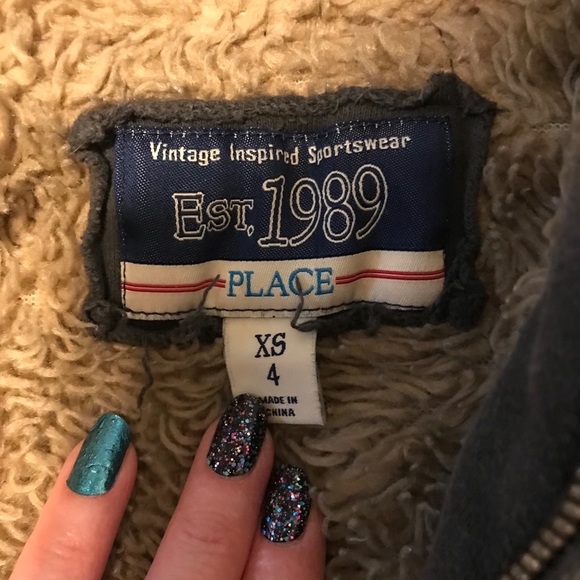 Vintage Inspired Sportswear
EST. 1989
PLACE
XS
4
MADE IN
CHINA